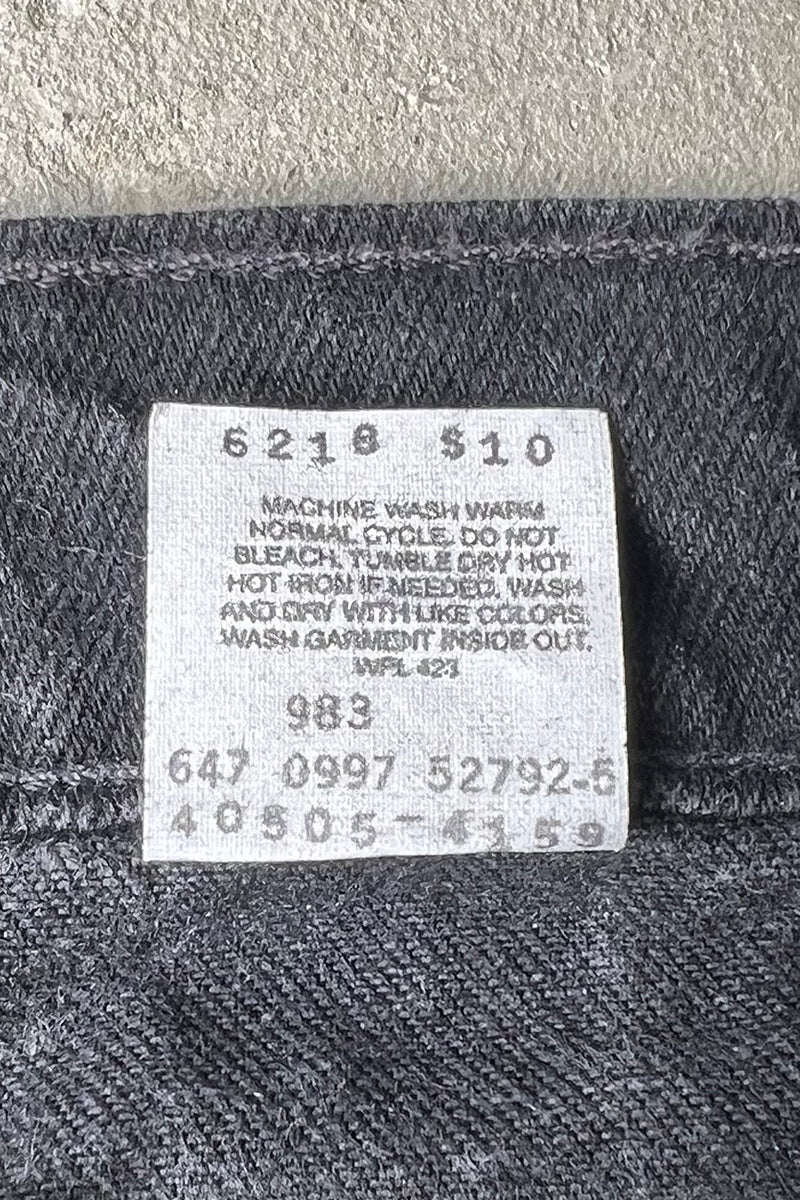 6218 S10
MACHINE WASH WARM
NORMAL CYCLE. DO NOT
BLEACH. TUMBLE DRY HOT
HOT IRON IF NEEDED. WASH
AND DRY WITH LIKE COLORS.
WASH GARMENT INSIDE OUT.
WPL 423
983
647 0997 52792-5
40505-4159